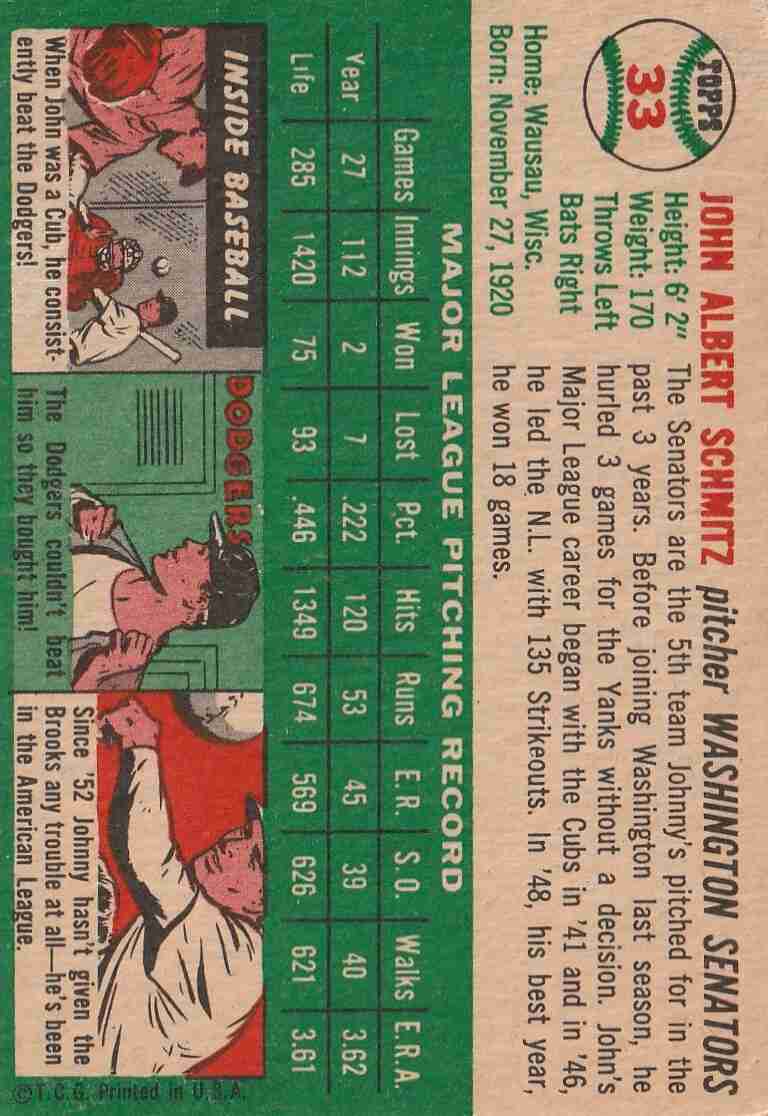 TOPPS
33
JOHN ALBERT SCHMITZ pitcher WASHINGTON SENATORS
Height: 6' 2"
Weight: 170
Throws Left
Bats Right
Home: Wausau, Wisc.
Born: November 27, 1920
The Senators are the 5th team Johnny's pitched for in the
past 3 years. Before joining Washington last season, he
hurled 3 games for the Yanks without a decision. John's
Major League career began with the Cubs in '41 and in '46,
he led the N.L. with 135 Strikeouts. In '48, his best year,
he won 18 games.
MAJOR LEAGUE PITCHING RECORD
Games Innings Won Lost Pct. Hits Runs E.R. S.O. Walks E.R.A.
Year 27 112 2 7 .222 120 53 45 39 40 3.62
Life 285 1420 75 93 .446 1349 674 569 626 621 3.61
INSIDE BASEBALL
When John was a Cub, he consist-
ently beat the Dodgers!
DODGERS
The Dodgers couldn't beat
him so they bought him!
Since '52 Johnny hasn't given the
Brooks any trouble at all—he's been
in the American League.
©T.C.G. Printed in U.S.A.